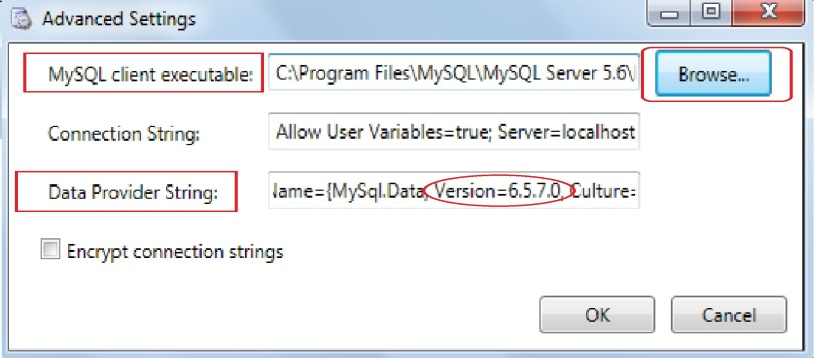 Advanced Settings
MySQL client executable: C:\Program Files\MySQL\MySQL Server 5.6\ Browse...
Connection String: Allow User Variables=true; Server=localhost
Data Provider String: Name={MySql.Data, Version=6.5.7.0, Culture=
Encrypt connection strings
OK Cancel